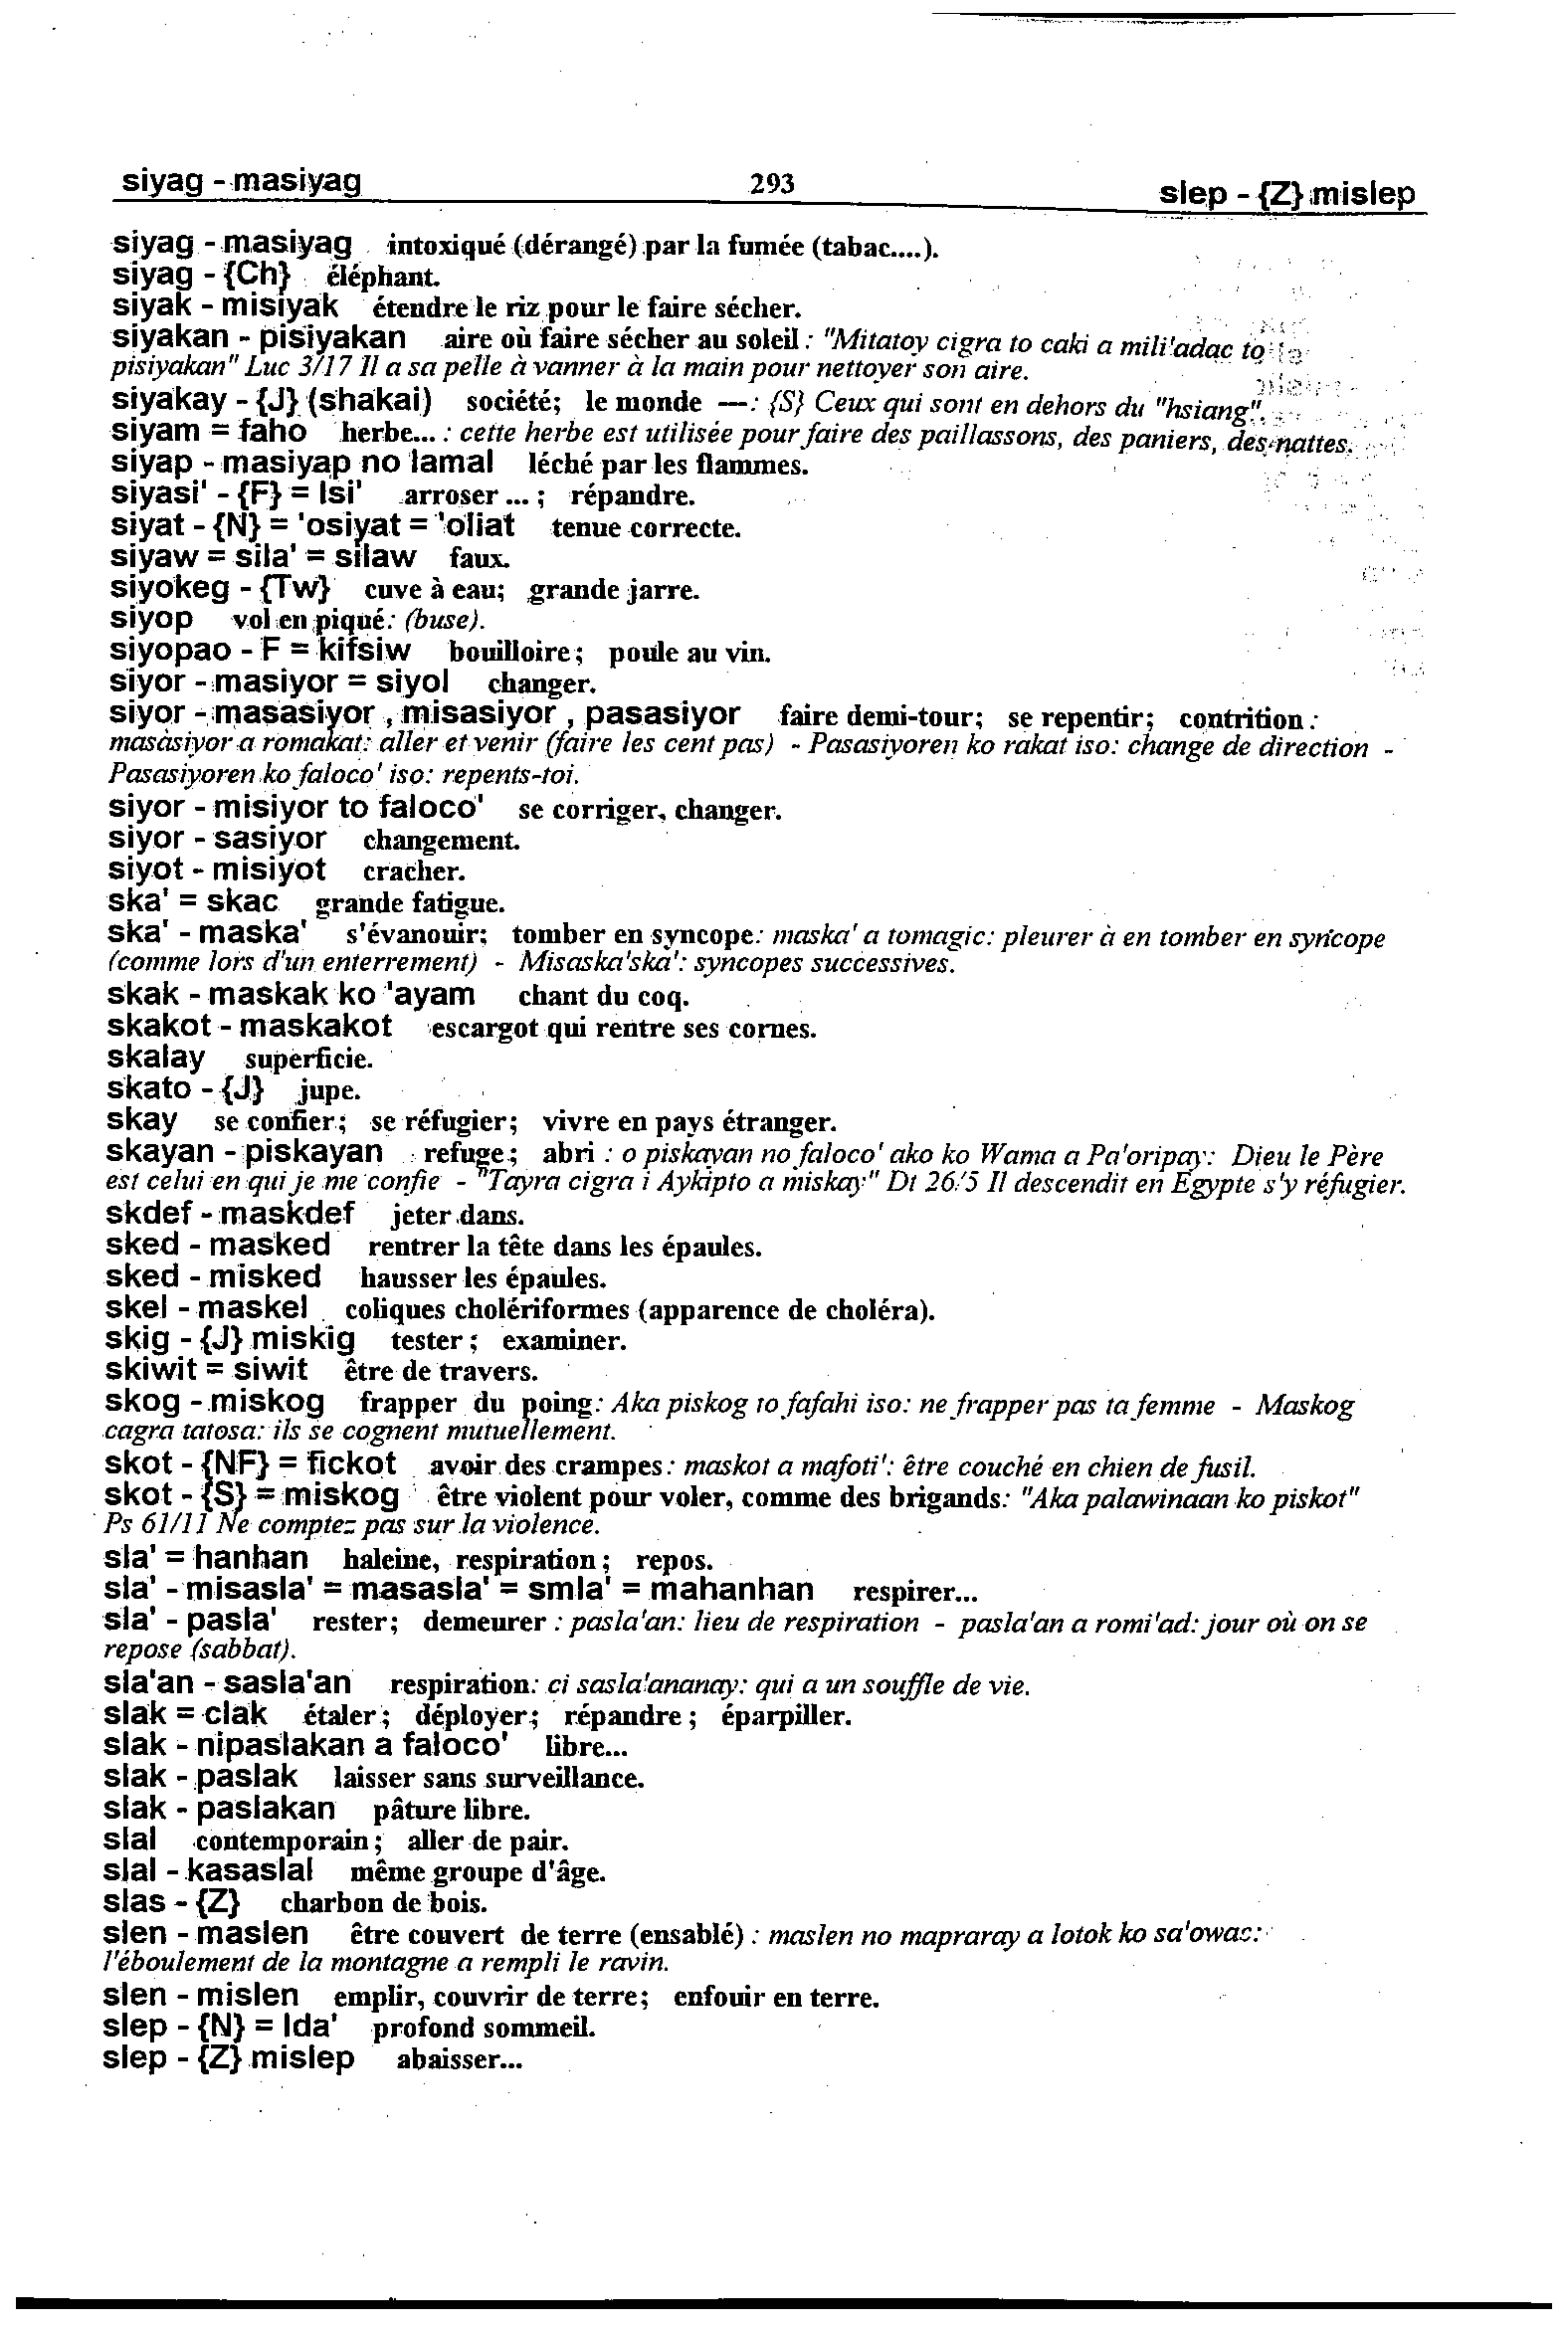 siyag - masiyag 293 slep - {Z} mislep
siyag - masiyag intoxiqué (dérangé) par la fumée (tabac....).
siyag - {Ch} éléphant.
siyak - misiyak étendre le riz pour le faire sécher.
siyakan - pisiyakan aire où faire sécher au soleil : "Mitatoy cigra to caki a mili'adac to
pisiyakan" Luc 3/17 Il a sa pelle à vanner à la main pour nettoyer son aire.
siyakay - {J} (shakai) société; le monde —: {S} Ceux qui sont en dehors du "hsiang".
siyam = faho herbe... : cette herbe est utilisée pour faire des paillassons, des paniers, des nattes.
siyap - masiyap no lamal léché par les flammes.
siyasi' - {F} = lsi' arroser ... ; répandre.
siyat - {N} = 'osiyat = 'oliat tenue correcte.
siyaw = sila' = silaw faux.
siyokeg - {Tw} cuve à eau; grande jarre.
siyop vol en piqué: (buse).
siyopao - F = kifsiw bouilloire; poule au vin.
siyor - masiyor = siyol changer.
siyor - masasiyor , misasiyor , pasasiyor faire demi-tour; se repentir; contrition :
masasiyor a romakat: aller et venir (faire les cent pas) - Pasasiyoren ko rakat iso: change de direction -
Pasasiyoren ko faloco' iso: repents-toi.
siyor - misiyor to faloco' se corriger, changer.
siyor - sasiyor changement.
siyot - misiyot cracher.
ska' = skac grande fatigue.
ska' - maska' s'évanouir; tomber en syncope: maska' a tomagic: pleurer à en tomber en syncope
(comme lors d'un enterrement) - Misaska'ska': syncopes successives.
skak - maskak ko 'ayam chant du coq.
skakot - maskakot escargot qui rentre ses cornes.
skalay superficie.
skato - {J} jupe.
skay se confier; se réfugier; vivre en pays étranger.
skayan - piskayan refuge; abri : o piskayan no faloco' ako ko Wama a Pa'oripay: Dieu le Père
est celui en qui je me confie - "Tayra cigra i Aykipto a miskay" Dt 26/5 Il descendit en Egypte s'y réfugier.
skdef - maskdef jeter dans.
sked - masked rentrer la tête dans les épaules.
sked - misked hausser les épaules.
skel - maskel coliques cholériformes (apparence de choléra).
skig - {J} miskig tester ; examiner.
skiwit = siwit être de travers.
skog - miskog frapper du poing: Aka piskog to fafahi iso: ne frapper pas ta femme - Maskog
cagra tatosa: ils se cognent mutuellement.
skot - {NF} = fickot avoir des crampes: maskot a mafoti': être couché en chien de fusil.
skot - {S} = miskog être violent pour voler, comme des brigands: "Aka palawinaan ko piskot"
Ps 61/11 Ne comptez pas sur la violence.
sla' = hanhan haleine, respiration ; repos.
sla' - misasla' = masasla' = smla' = mahanhan respirer...
sla' - pasla' rester; demeurer : pasla'an: lieu de respiration - pasla'an a romi'ad: jour où on se
repose (sabbat).
sla'an - sasla'an respiration: ci sasla'ananay: qui a un souffle de vie.
slak = clak étaler ; déployer; répandre ; éparpiller.
slak - nipaslakan a faloco' libre...
slak - paslak laisser sans surveillance.
slak - paslakan pâture libre.
slal contemporain ; aller de pair.
slal - kasaslal même groupe d'âge.
slas - {Z} charbon de bois.
slen - maslen être couvert de terre (ensablé) : maslen no mapraray a lotok ko sa'owac:
l'éboulement de la montagne a rempli le ravin.
slen - mislen emplir, couvrir de terre; enfouir en terre.
slep - {N} = lda' profond sommeil.
slep - {Z} mislep abaisser...